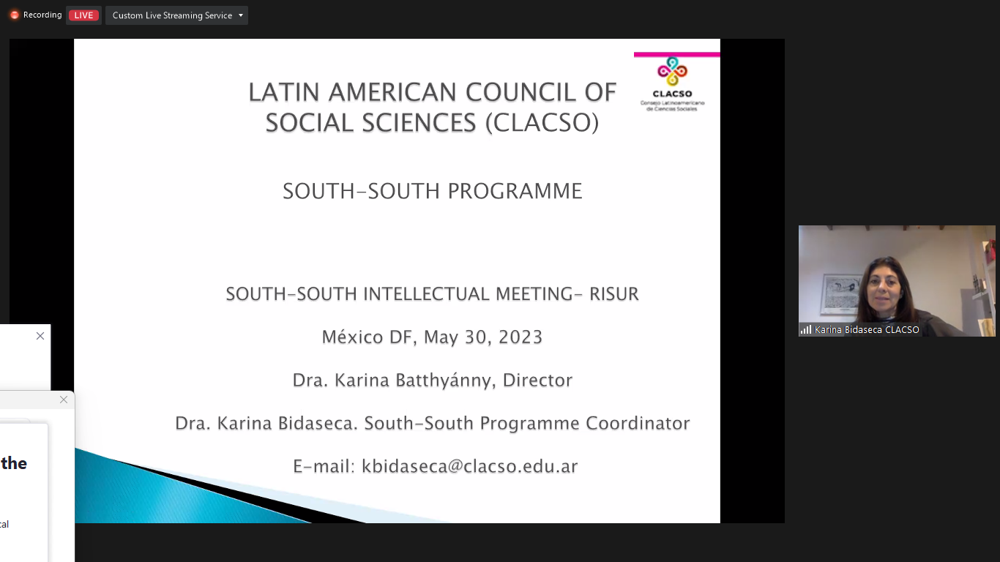 Recording
LIVE
Custom Live Streaming Service
LATIN AMERICAN COUNCIL OF
SOCIAL SCIENCES (CLACSO)
CLACSO
Consejo Latinoamericano
de Ciencias Sociales
SOUTH-SOUTH PROGRAMME
SOUTH-SOUTH INTELLECTUAL MEETING- RISUR
México DF, May 30, 2023
Dra. Karina Batthyánny, Director
Dra. Karina Bidaseca. South-South Programme Coordinator
E-mail: kbidaseca@clacso.edu.ar
Karina Bidaseca CLACSO
the
cal